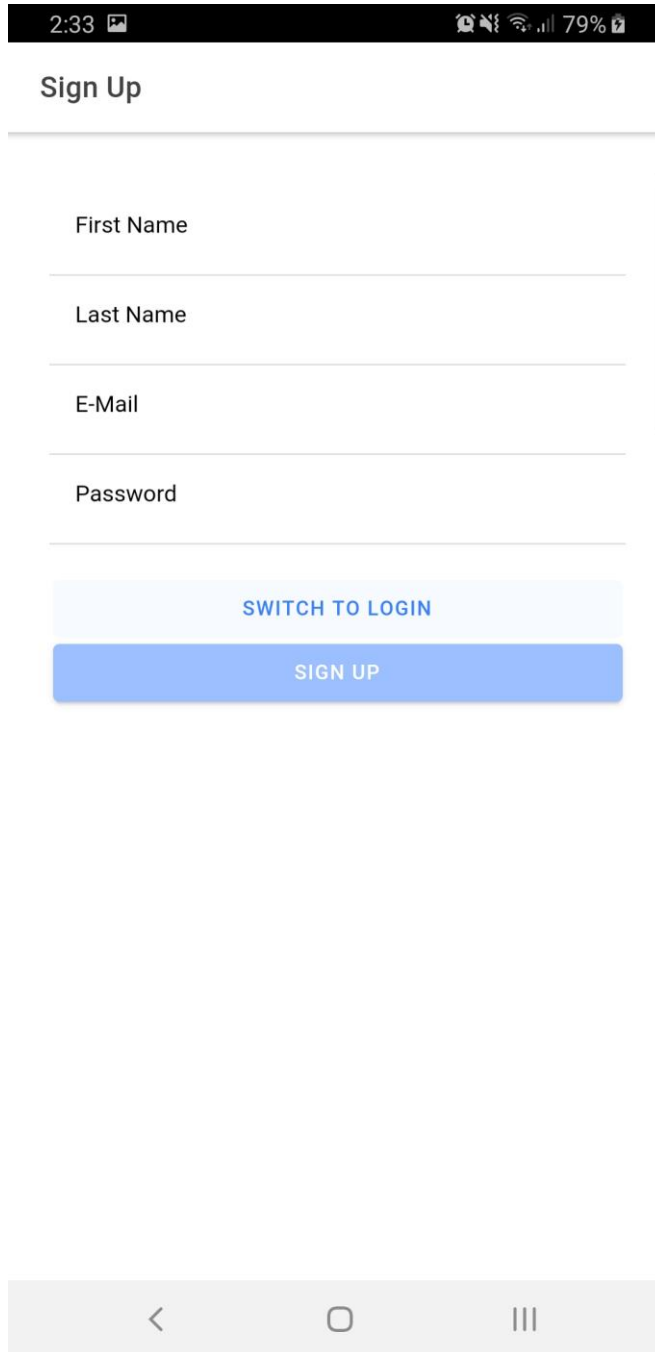 2:33 79%
Sign Up
First Name
Last Name
E-Mail
Password
SWITCH TO LOGIN
SIGN UP